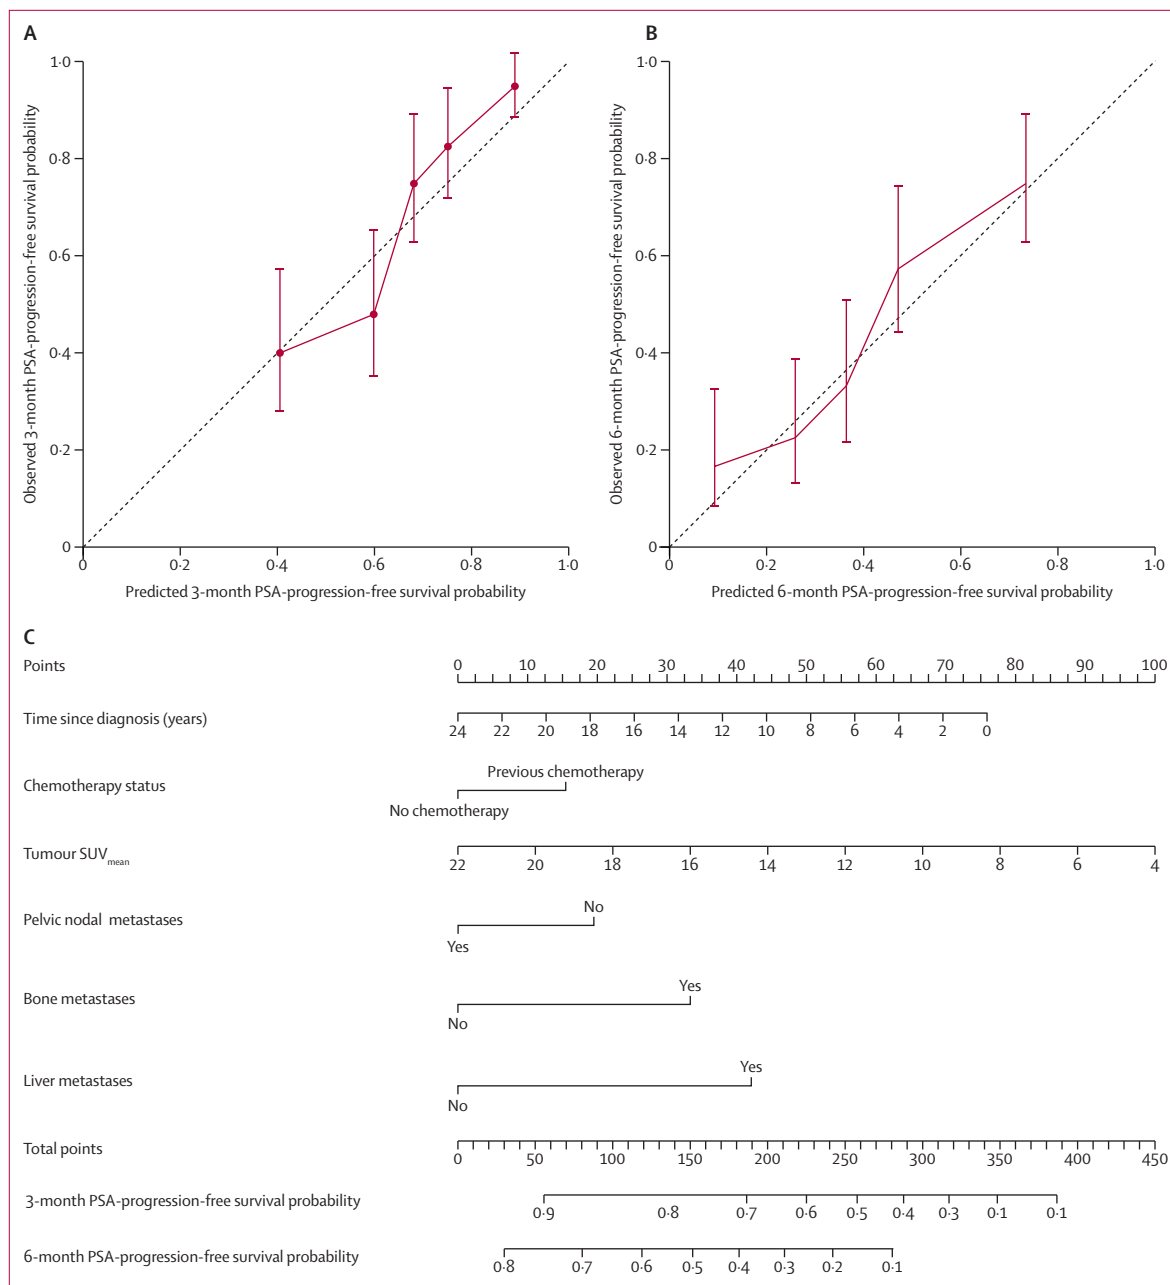 A
1·0
0·8
0·6
0·4
0·2
0
0
0·2
0·4
0·6
0·8
1·0
Observed 3-month PSA-progression-free survival probability
Predicted 3-month PSA-progression-free survival probability
B
1·0
0·8
0·6
0·4
0·2
0
0
0·2
0·4
0·6
0·8
1·0
Observed 6-month PSA-progression-free survival probability
Predicted 6-month PSA-progression-free survival probability
C
Points
0 10 20 30 40 50 60 70 80 90 100
Time since diagnosis (years)
24 22 20 18 16 14 12 10 8 6 4 2 0
Previous chemotherapy
Chemotherapy status
No chemotherapy
Tumour SUVmean
22 20 18 16 14 12 10 8 6 4
No
Pelvic nodal metastases
Yes
Yes
Bone metastases
No
Yes
Liver metastases
No
Total points
0 50 100 150 200 250 300 350 400 450
3-month PSA-progression-free survival probability
0·9 0·8 0·7 0·6 0·5 0·4 0·3 0·1 0·1
6-month PSA-progression-free survival probability
0·8 0·7 0·6 0·5 0·4 0·3 0·2 0·1